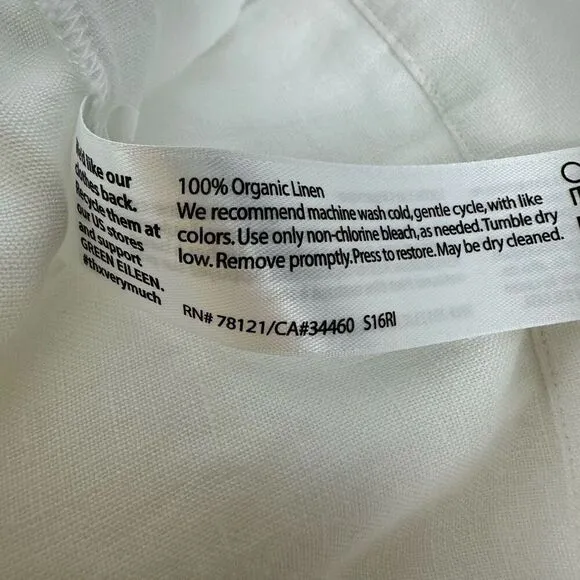 like our
clothes back.
Recycle them at
our US stores
and support
GREEN EILEEN.
#thxverymuch
100% Organic Linen
We recommend machine wash cold, gentle cycle, with like
colors. Use only non-chlorine bleach, as needed. Tumble dry
low. Remove promptly. Press to restore. May be dry cleaned.
RN# 78121/CA#34460 S16RI